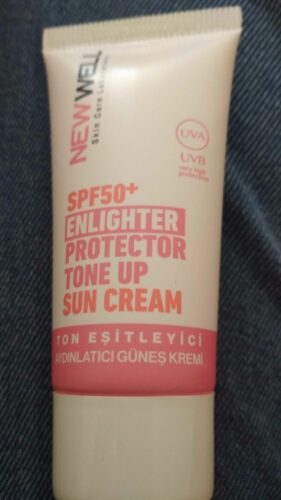 NEW WELL
Skin Care Laboratory
UVA
UVB
very high
protection
SPF50+
ENLIGHTER
PROTECTOR
TONE UP
SUN CREAM
TON EŞİTLEYİCİ
AYDINLATICI GÜNEŞ KREMİ